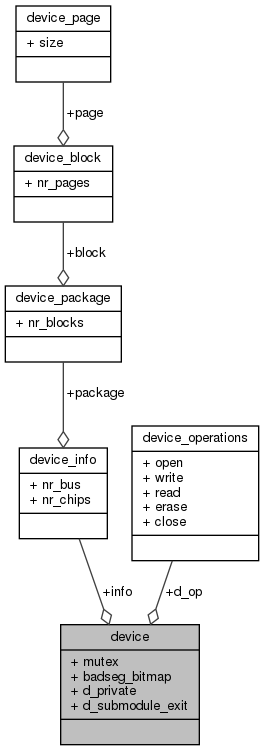 device_page
+ size
+page
device_block
+ nr_pages
+block
device_package
+ nr_blocks
+package
device_info
+ nr_bus
+ nr_chips
device_operations
+ open
+ write
+ read
+ erase
+ close
+info
+d_op
device
+ mutex
+ badseg_bitmap
+ d_private
+ d_submodule_exit